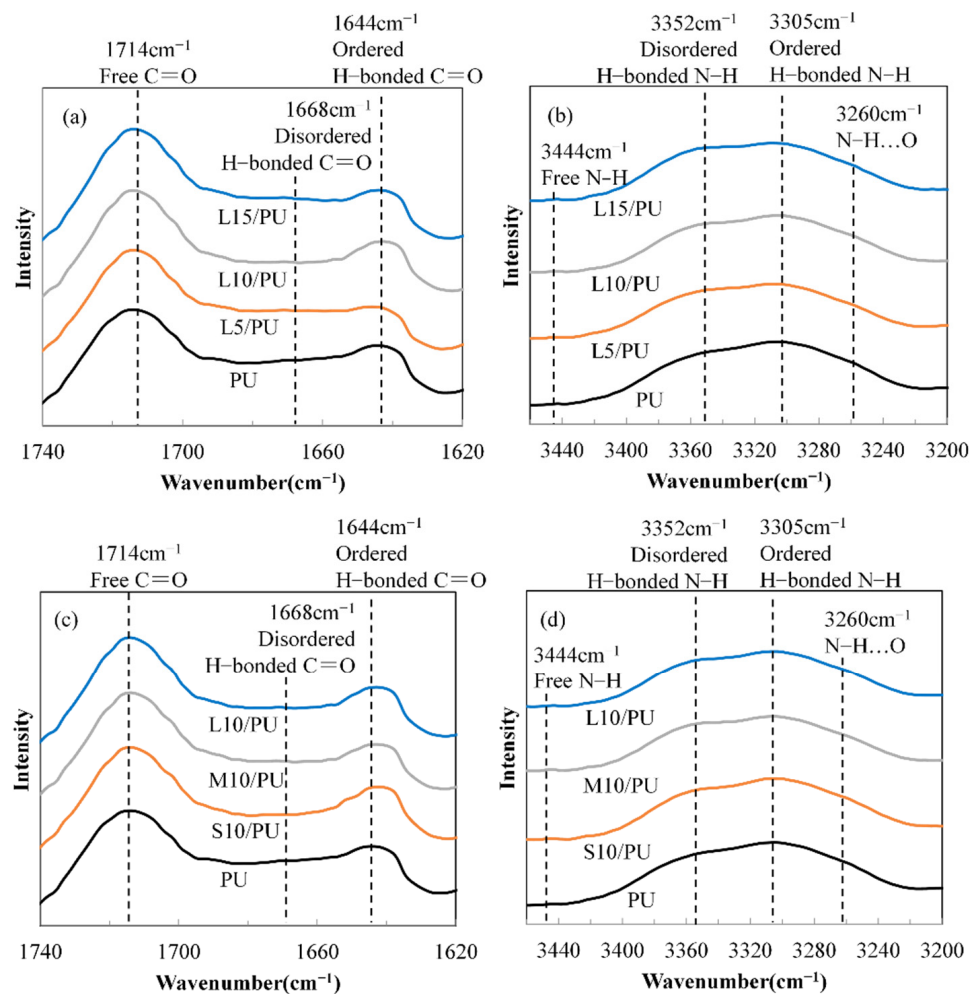 1714cm−1
Free C=O
1644cm−1
Ordered
H−bonded C=O
(a)
1668cm−1
Disordered
H−bonded C=O
L15/PU
L10/PU
L5/PU
PU
Intensity
1740 1700 1660 1620
Wavenumber(cm−1)
3352cm−1
Disordered
H−bonded N−H
3305cm−1
Ordered
H−bonded N−H
(b)
3260cm−1
N−H…O
3444cm−1
Free N−H
L15/PU
L10/PU
L5/PU
PU
Intensity
3440 3400 3360 3320 3280 3240 3200
Wavenumber(cm−1)
1714cm−1
Free C=O
1644cm−1
Ordered
H−bonded C=O
(c)
1668cm−1
Disordered
H−bonded C=O
L10/PU
M10/PU
S10/PU
PU
Intensity
1740 1700 1660 1620
Wavenumber(cm−1)
3352cm−1
Disordered
H−bonded N−H
3305cm−1
Ordered
H−bonded N−H
(d)
3260cm−1
N−H…O
3444cm−1
Free N−H
L10/PU
M10/PU
S10/PU
PU
Intensity
3440 3400 3360 3320 3280 3240 3200
Wavenumber(cm−1)